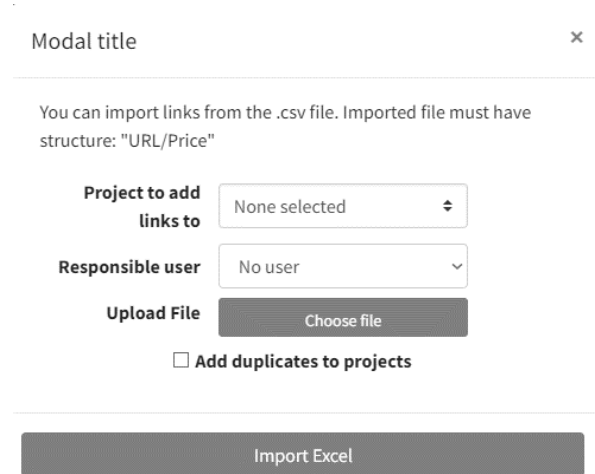 Modal title ×
You can import links from the .csv file. Imported file must have
structure: "URL/Price"
Project to add
links to
None selected
Responsible user No user
Upload File Choose file
Add duplicates to projects
Import Excel